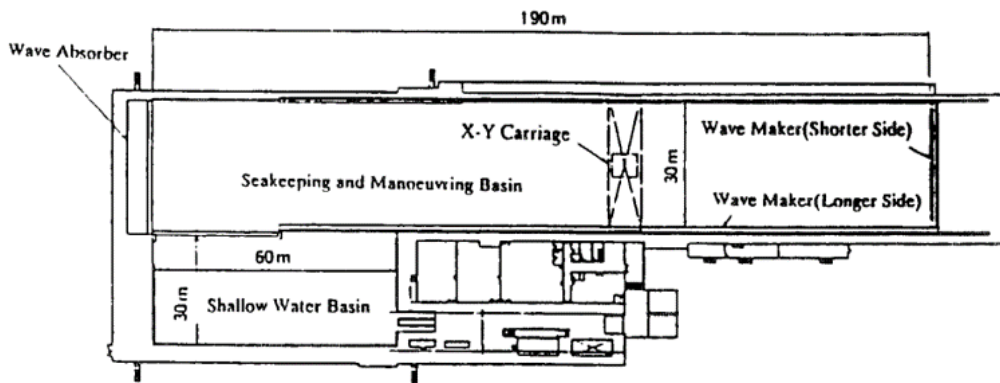 190m
Wave Absorber
X-Y Carriage
Wave Maker(Shorter Side)
30m
Seakeeping and Manoeuvring Basin
Wave Maker(Longer Side)
60m
30m
Shallow Water Basin